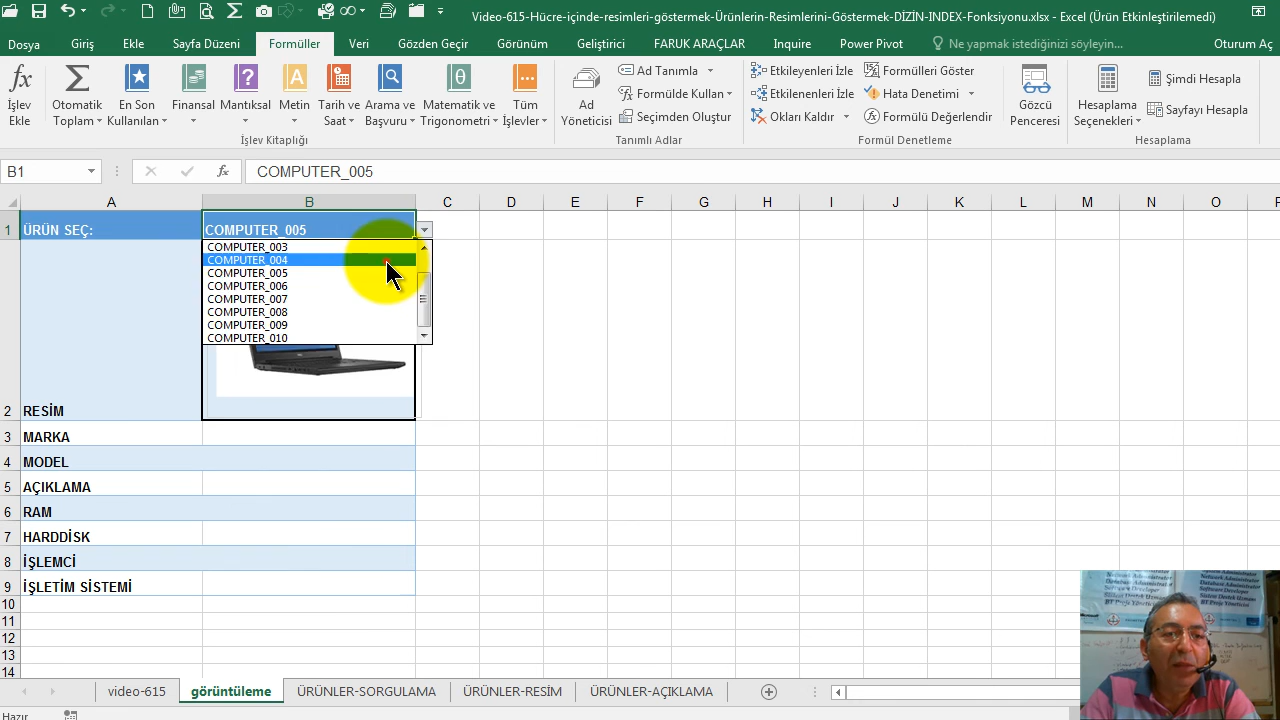 Video-615-Hücre-içinde-resimleri-göstermek-Ürünlerin-Resimlerini-Göstermek-DİZİN-INDEX-Fonksiyonu.xlsx - Excel (Ürün Etkinleştirilemedi)
Dosya Giriş Ekle Sayfa Düzeni Formüller Veri Gözden Geçir Görünüm Geliştirici FARUK ARAÇLAR Inquire Power Pivot Ne yapmak istediğinizi söyleyin... Oturum Aç
İşlev Ekle
Otomatik Toplam
En Son Kullanılan
Finansal
Mantıksal
Metin
Tarih ve Saat
Arama ve Başvuru
Matematik ve Trigonometri
Tüm İşlevler
İşlev Kitaplığı
Ad Yöneticisi
Ad Tanımla
Formülde Kullan
Seçimden Oluştur
Tanımlı Adlar
Etkileyenleri İzle
Etkilenenleri İzle
Okları Kaldır
Formülleri Göster
Hata Denetimi
Formülü Değerlendir
Formül Denetleme
Gözcü Penceresi
Hesaplama Seçenekleri
Şimdi Hesapla
Sayfayı Hesapla
Hesaplama
B1 fx COMPUTER_005
A B C D E F G H I J K L M N O P
1 ÜRÜN SEÇ: COMPUTER_005
COMPUTER_003
COMPUTER_004
COMPUTER_005
COMPUTER_006
COMPUTER_007
COMPUTER_008
COMPUTER_009
COMPUTER_010
2 RESİM
3 MARKA
4 MODEL
5 AÇIKLAMA
6 RAM
7 HARDDİSK
8 İŞLEMCİ
9 İŞLETİM SİSTEMİ
10
11
12
13
14
video-615 görüntüleme ÜRÜNLER-SORGULAMA ÜRÜNLER-RESİM ÜRÜNLER-AÇIKLAMA
Hazır